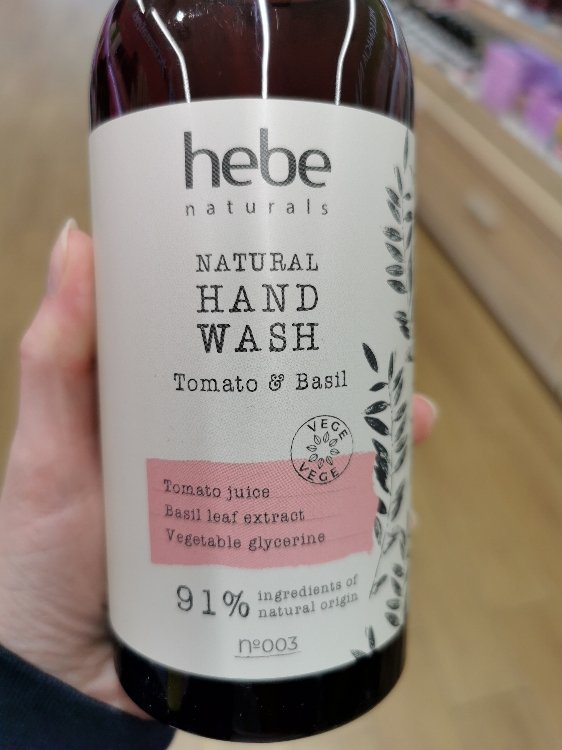 hebe
naturals
NATURAL
HAND
WASH
Tomato & Basil
VEGE
VEGE
Tomato juice
Basil leaf extract
Vegetable glycerine
91% ingredients of
natural origin
nº003